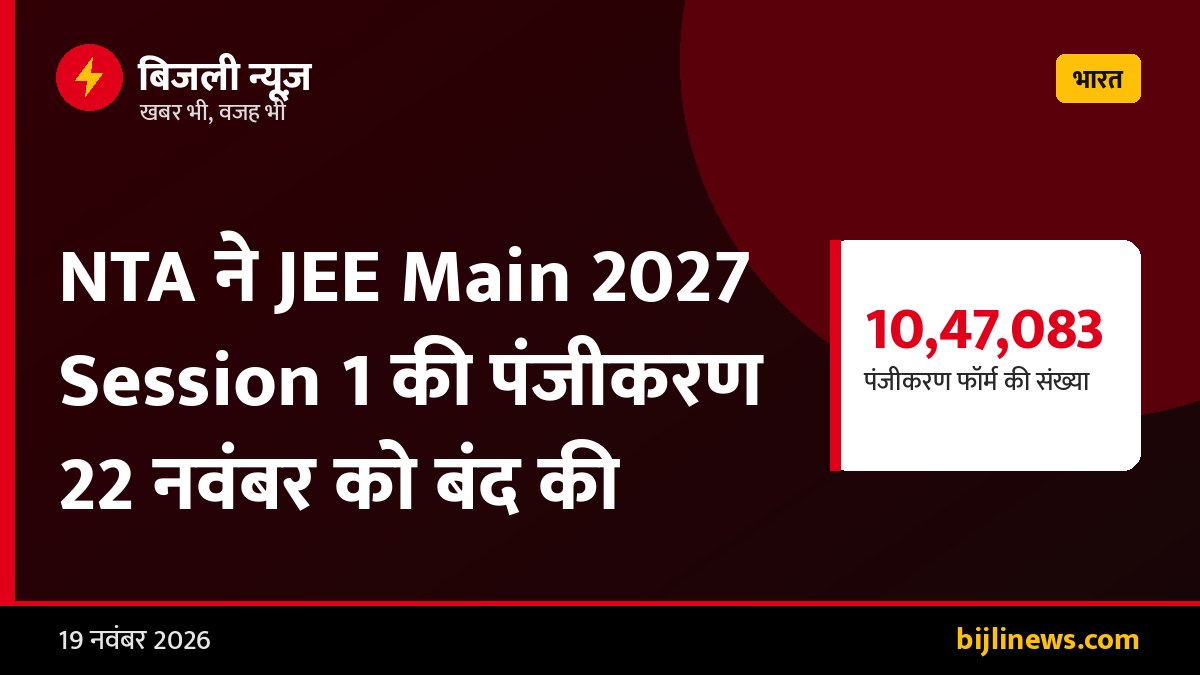 बिजली न्यूज़
खबर भी, वजह भी
भारत
NTA ने JEE Main 2027
Session 1 की पंजीकरण
22 नवंबर को बंद की
10,47,083
पंजीकरण फॉर्म की संख्या
19 नवंबर 2026
bijlinews.com